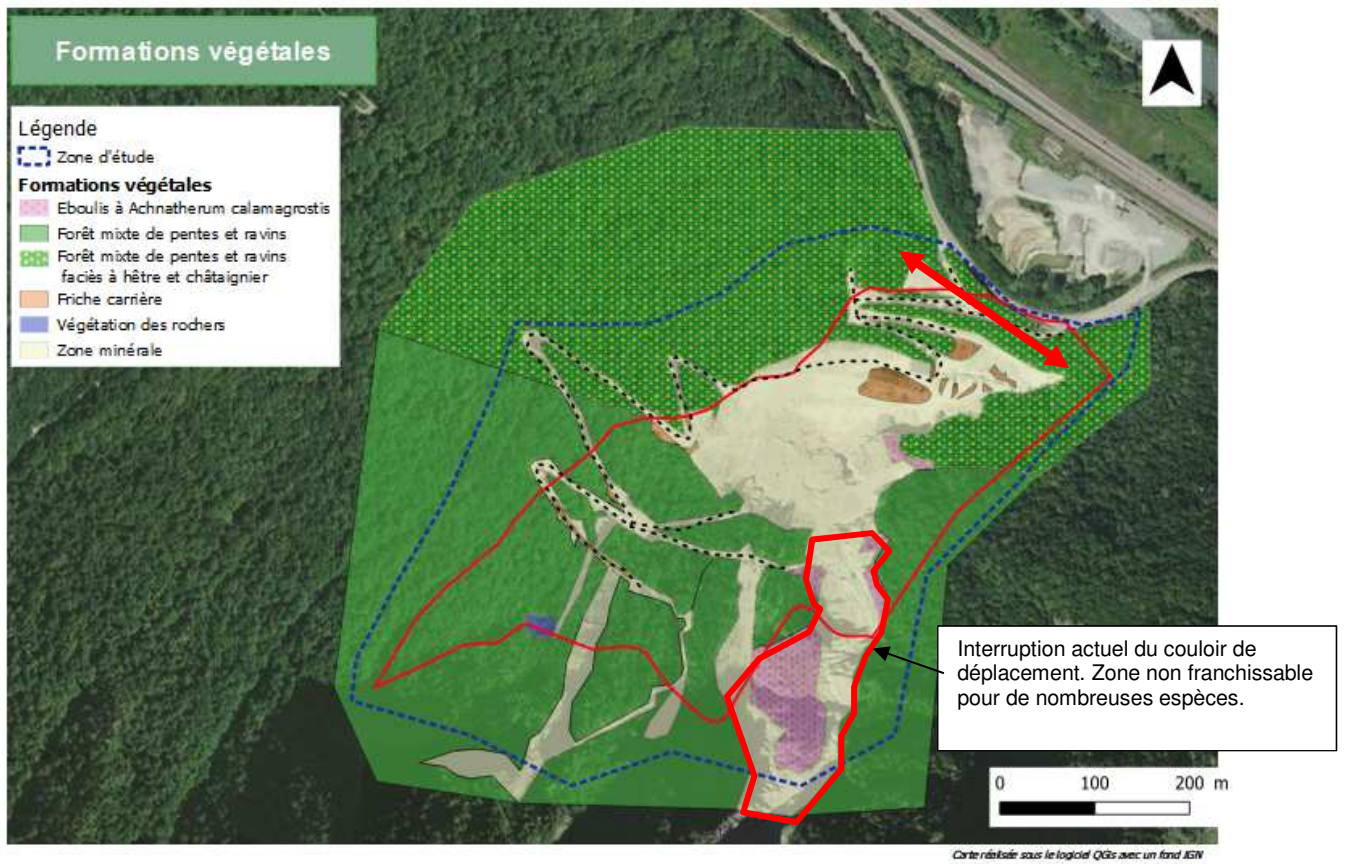 Formations végétales
Légende
Zone d'étude
Formations végétales
Eboulis à Achnatherum calamagrostis
Forêt mixte de pentes et ravins
Forêt mixte de pentes et ravins
faciès à hêtre et châtaignier
Friche carrière
Végétation des rochers
Zone minérale
Interruption actuel du couloir de
déplacement. Zone non franchissable
pour de nombreuses espèces.
0 100 200 m
Carte réalisée sous le logiciel QGis avec un fond IGN